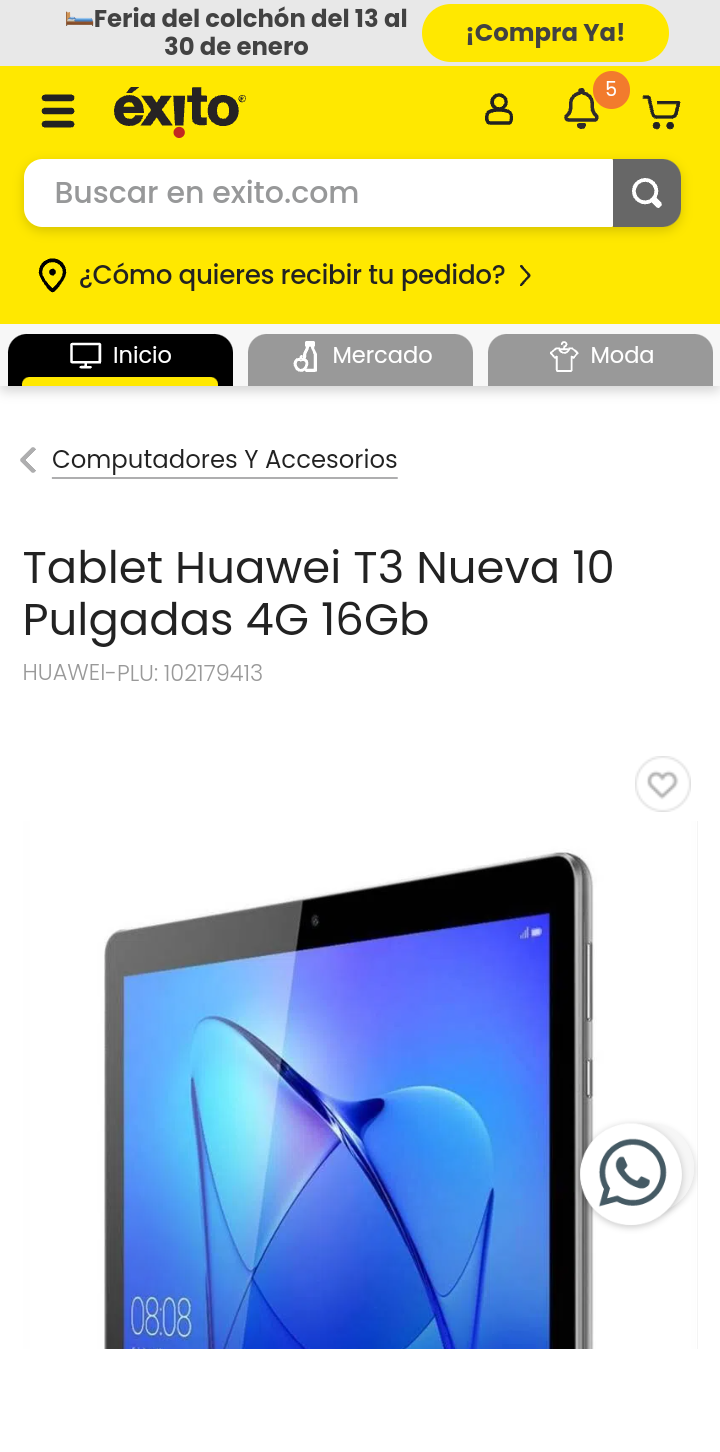 Feria del colchón del 13 al
30 de enero
¡Compra Ya!
éxito
5
Buscar en exito.com
¿Cómo quieres recibir tu pedido?
Inicio
Mercado
Moda
Computadores Y Accesorios
Tablet Huawei T3 Nueva 10
Pulgadas 4G 16Gb
HUAWEI-PLU: 102179413
08:08